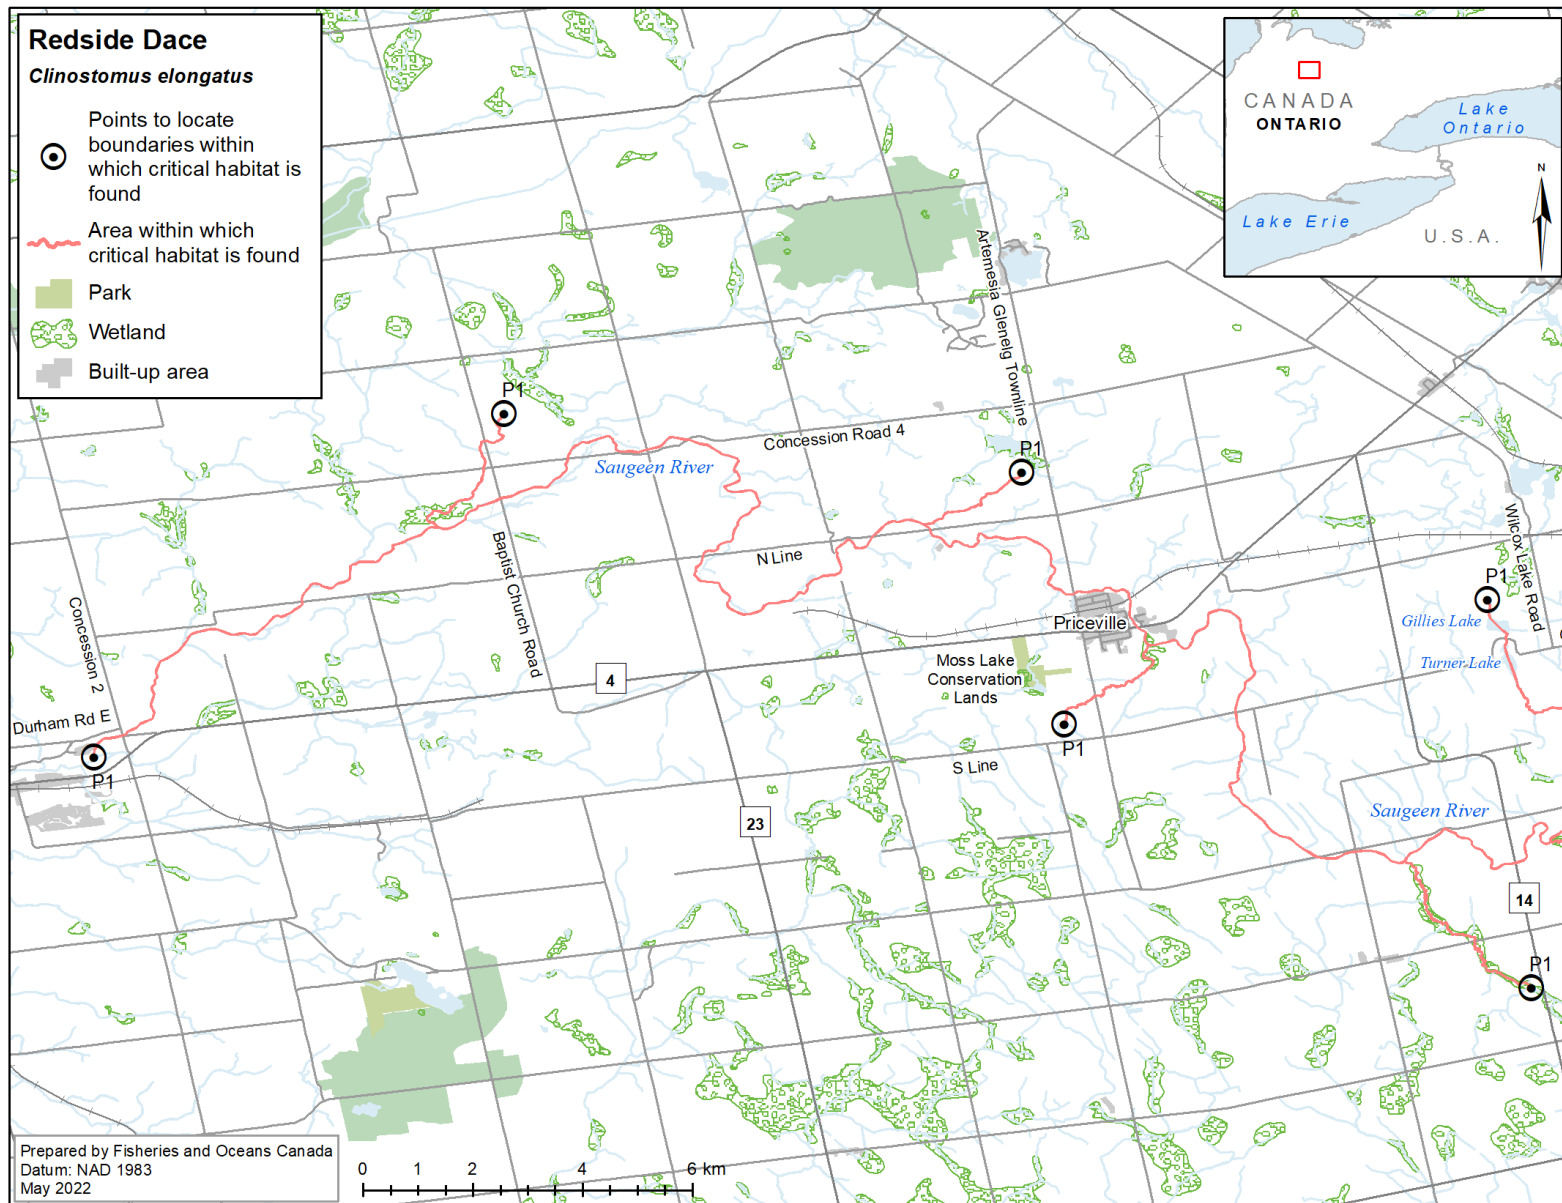 Redside Dace
Clinostomus elongatus
Points to locate
boundaries within
which critical habitat is
found
Area within which
critical habitat is found
Park
Wetland
Built-up area
CANADA
ONTARIO
Lake
Ontario
Lake Erie
U.S.A.
N
Artemesia Glenelg Townline
P1
Concession Road 4
P1
Saugeen River
Wilcox Lake Road
Baptist Church Road
N Line
P1
Concession 2
Gillies Lake
Priceville
Turner Lake
Moss Lake
Conservation
Lands
4
Durham Rd E
P1
P1
S Line
23
Saugeen River
14
P1
Prepared by Fisheries and Oceans Canada
Datum: NAD 1983
May 2022
0 1 2 4 6 km